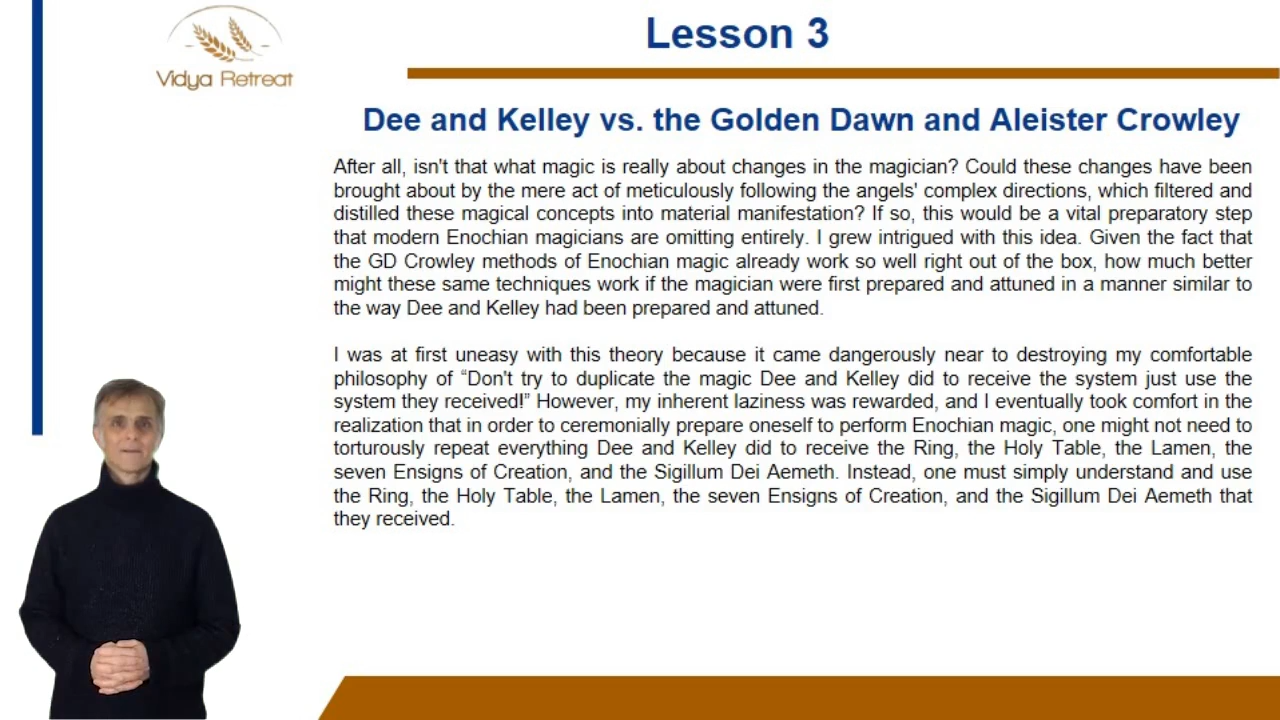 Vidya Retreat
Lesson 3
Dee and Kelley vs. the Golden Dawn and Aleister Crowley
After all, isn't that what magic is really about changes in the magician? Could these changes have been
brought about by the mere act of meticulously following the angels' complex directions, which filtered and
distilled these magical concepts into material manifestation? If so, this would be a vital preparatory step
that modern Enochian magicians are omitting entirely. I grew intrigued with this idea. Given the fact that
the GD Crowley methods of Enochian magic already work so well right out of the box, how much better
might these same techniques work if the magician were first prepared and attuned in a manner similar to
the way Dee and Kelley had been prepared and attuned.
I was at first uneasy with this theory because it came dangerously near to destroying my comfortable
philosophy of “Don't try to duplicate the magic Dee and Kelley did to receive the system just use the
system they received!” However, my inherent laziness was rewarded, and I eventually took comfort in the
realization that in order to ceremonially prepare oneself to perform Enochian magic, one might not need to
torturously repeat everything Dee and Kelley did to receive the Ring, the Holy Table, the Lamen, the
seven Ensigns of Creation, and the Sigillum Dei Aemeth. Instead, one must simply understand and use
the Ring, the Holy Table, the Lamen, the seven Ensigns of Creation, and the Sigillum Dei Aemeth that
they received.